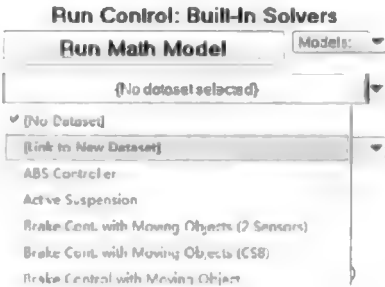 Run Control: Built-In Solvers
Run Math Model
Models:
{No dataset selected}
[No Dataset]
[Link to New Dataset]
ABS Controller
Active Suspension
Brake Cont. with Moving Objects (2 Sensors)
Brake Cont. with Moving Objects (CS8)
Brake Control with Moving Object